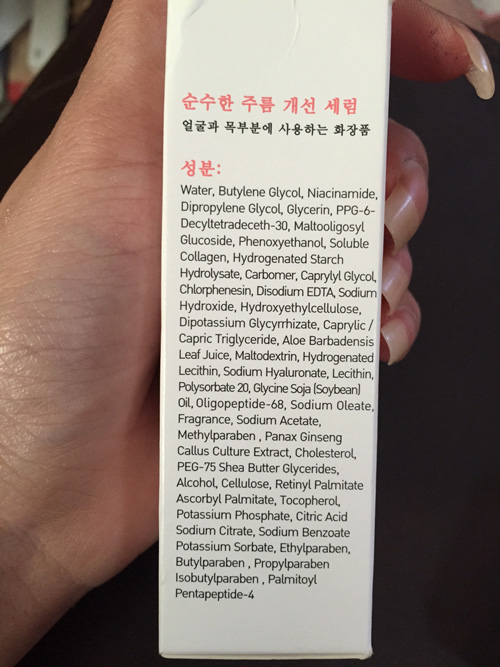 순수한 주름 개선 세럼
얼굴과 목부분에 사용하는 화장품
성분:
Water, Butylene Glycol, Niacinamide,
Dipropylene Glycol, Glycerin, PPG-6-
Decyltetradeceth-30, Maltooligosyl
Glucoside, Phenoxyethanol, Soluble
Collagen, Hydrogenated Starch
Hydrolysate, Carbomer, Caprylyl Glycol,
Chlorphenesin, Disodium EDTA, Sodium
Hydroxide, Hydroxyethylcellulose,
Dipotassium Glycyrrhizate, Caprylic /
Capric Triglyceride, Aloe Barbadensis
Leaf Juice, Maltodextrin, Hydrogenated
Lecithin, Sodium Hyaluronate, Lecithin,
Polysorbate 20, Glycine Soja (Soybean)
Oil, Oligopeptide-68, Sodium Oleate,
Fragrance, Sodium Acetate,
Methylparaben , Panax Ginseng
Callus Culture Extract, Cholesterol,
PEG-75 Shea Butter Glycerides,
Alcohol, Cellulose, Retinyl Palmitate
Ascorbyl Palmitate, Tocopherol,
Potassium Phosphate, Citric Acid
Sodium Citrate, Sodium Benzoate
Potassium Sorbate, Ethylparaben,
Butylparaben , Propylparaben
Isobutylparaben , Palmitoyl
Pentapeptide-4